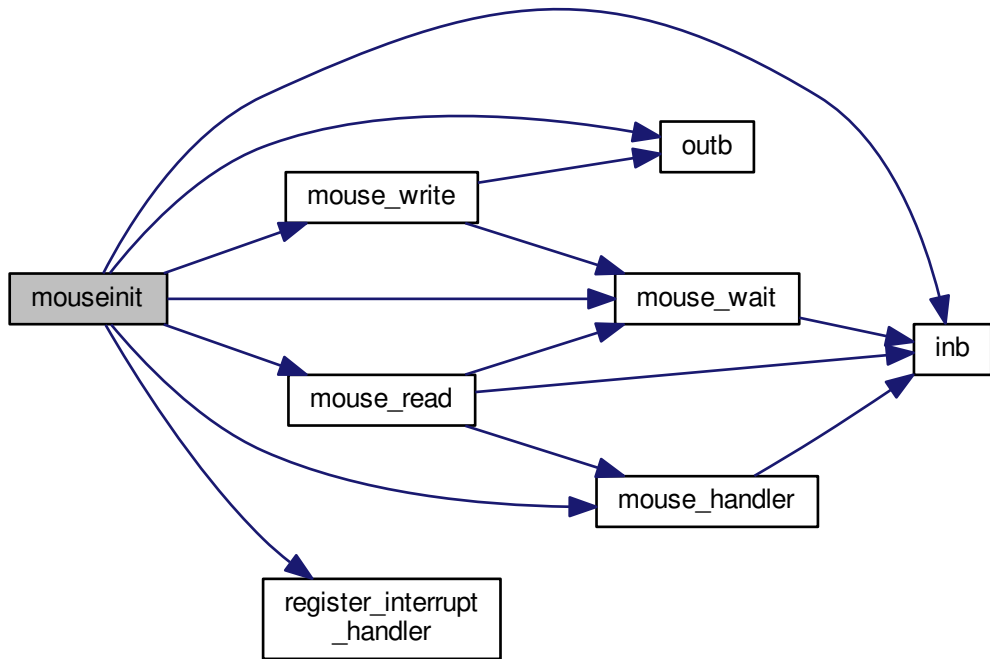 outb
mouse_write
mouseinit
mouse_wait
inb
mouse_read
mouse_handler
register_interrupt
_handler